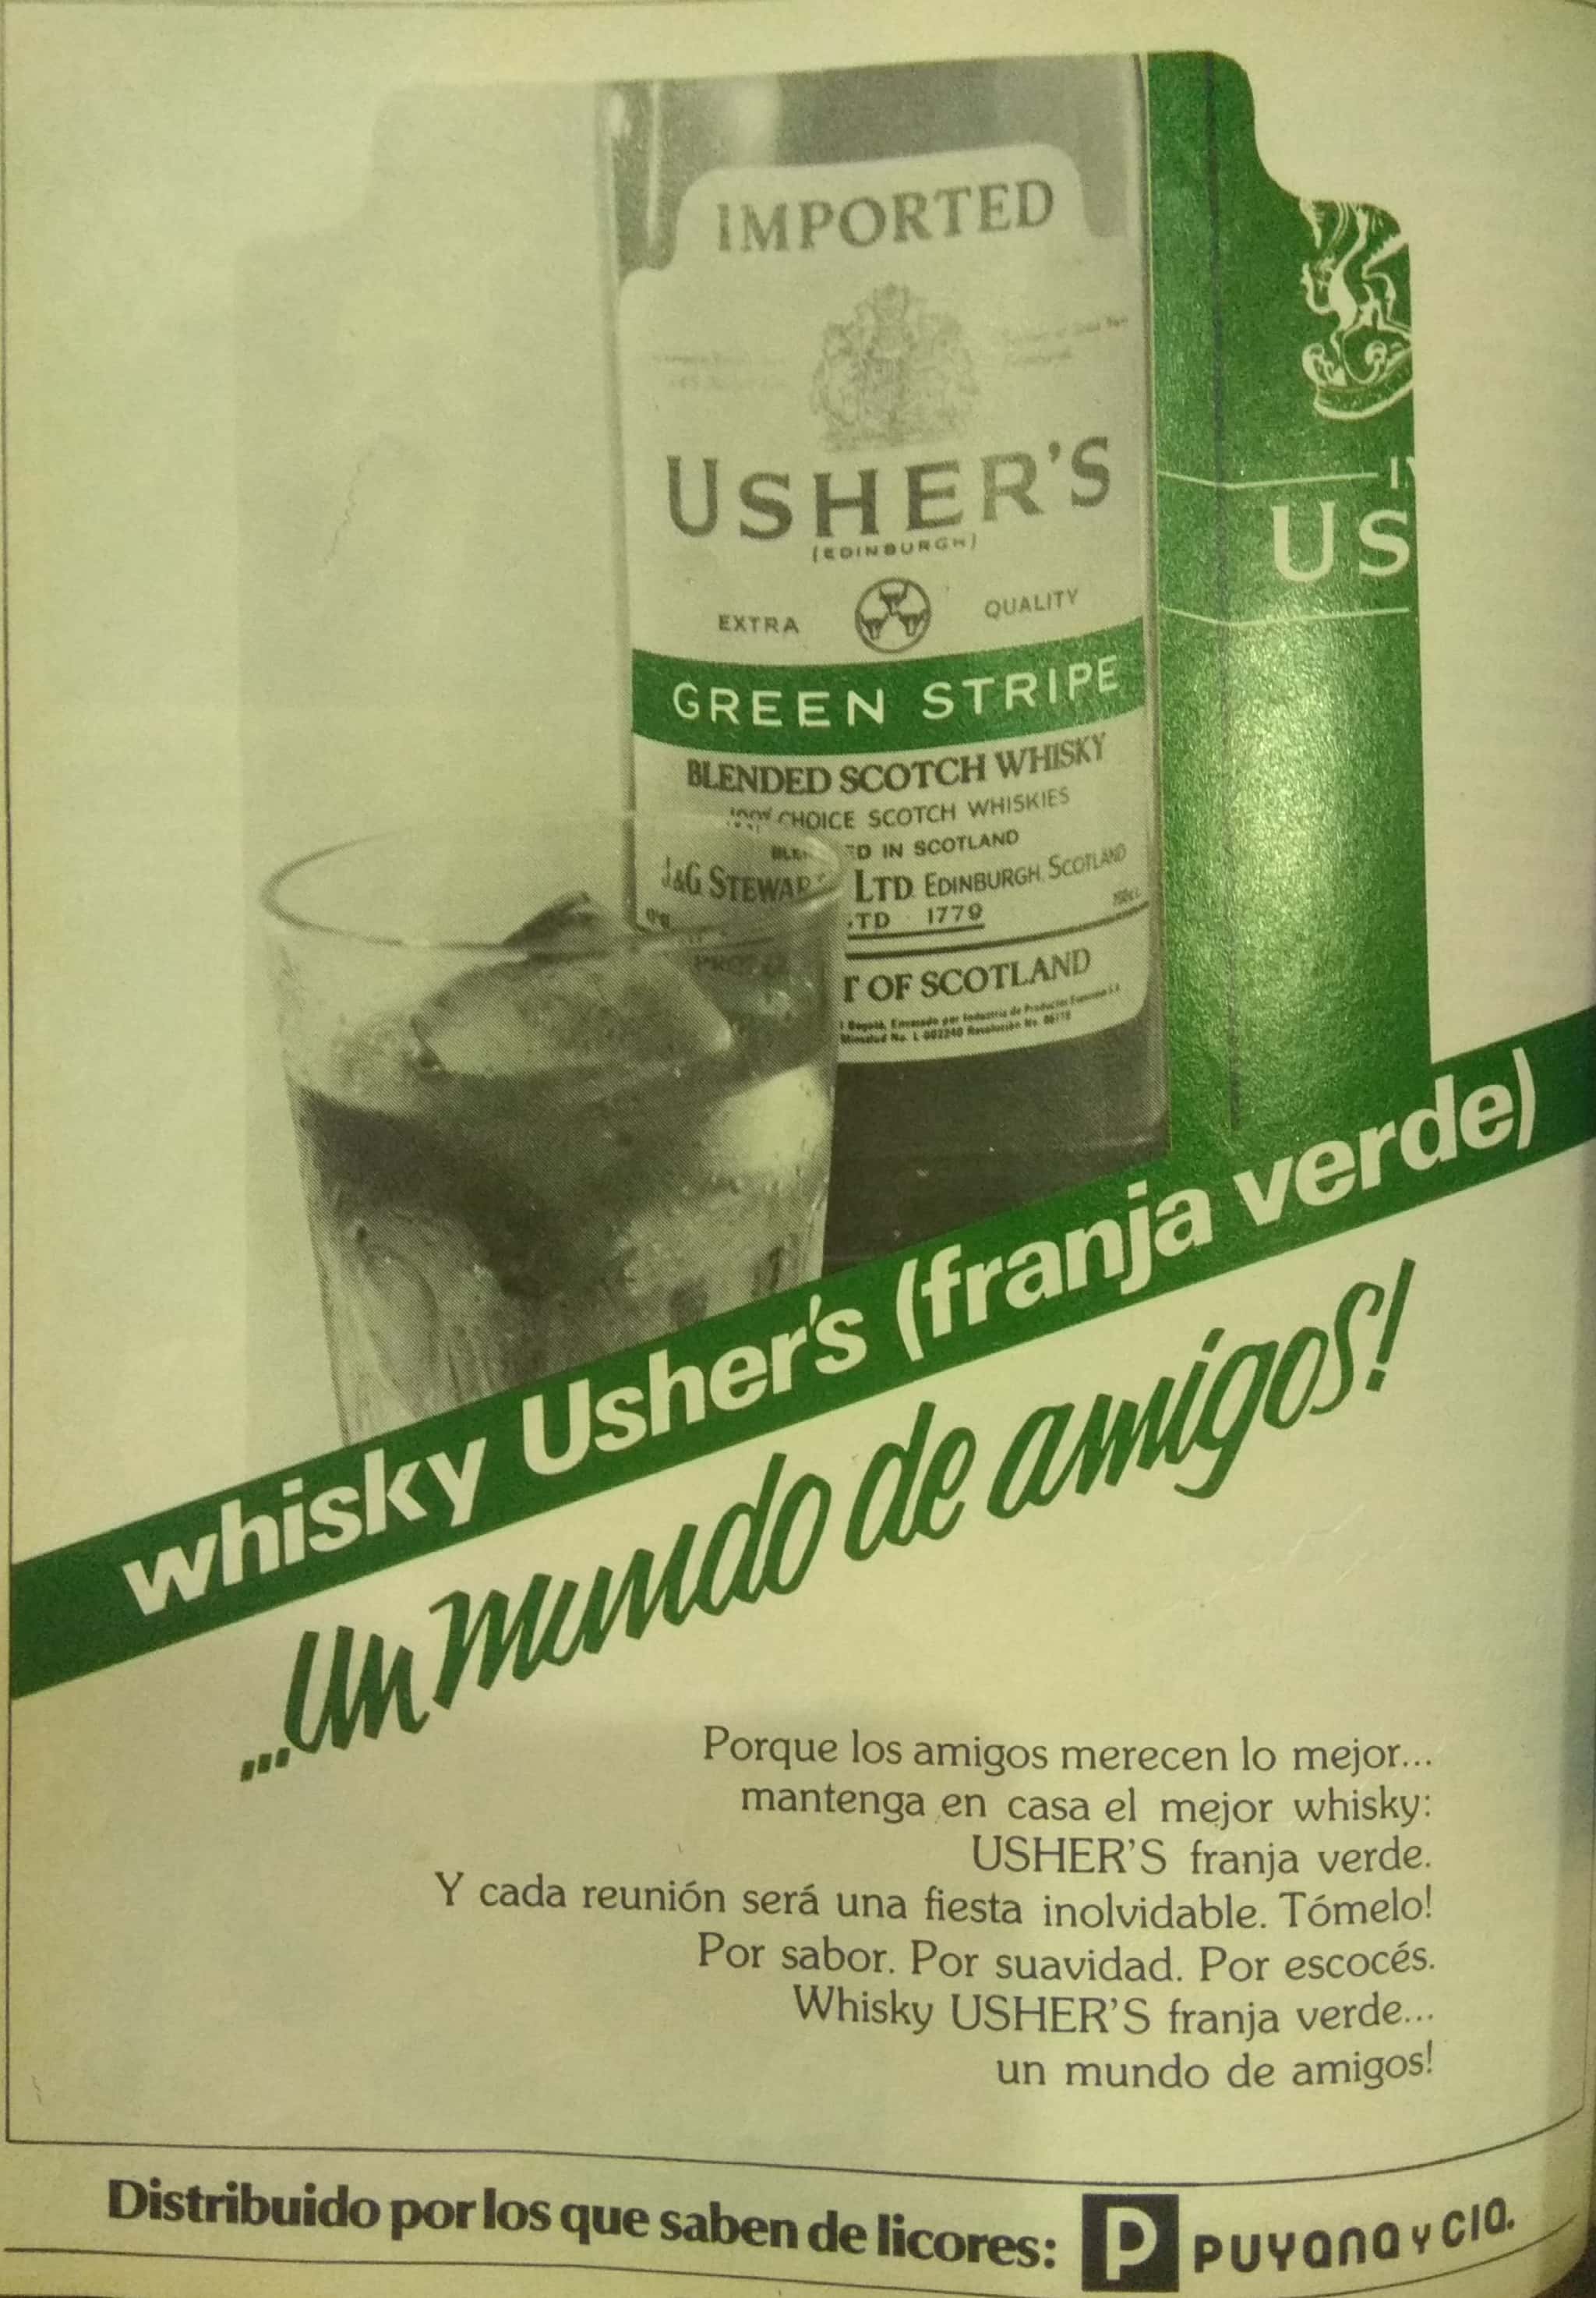 IMPORTED
USHER'S
(EDINBURGH)
EXTRA QUALITY
GREEN STRIPE
BLENDED SCOTCH WHISKY
100% CHOICE SCOTCH WHISKIES
D IN SCOTLAND
J&G STEWAR LTD EDINBURGH, SCOTLAND
TD 1779
T OF SCOTLAND
US
whisky Usher's (franja verde)
...un mundo de amigos!
Porque los amigos merecen lo mejor...
mantenga en casa el mejor whisky:
USHER'S franja verde.
Y cada reunión será una fiesta inolvidable. Tómelo!
Por sabor. Por suavidad. Por escocés.
Whisky USHER'S franja verde...
un mundo de amigos!
Distribuido por los que saben de licores: P PUYANA Y CIA.